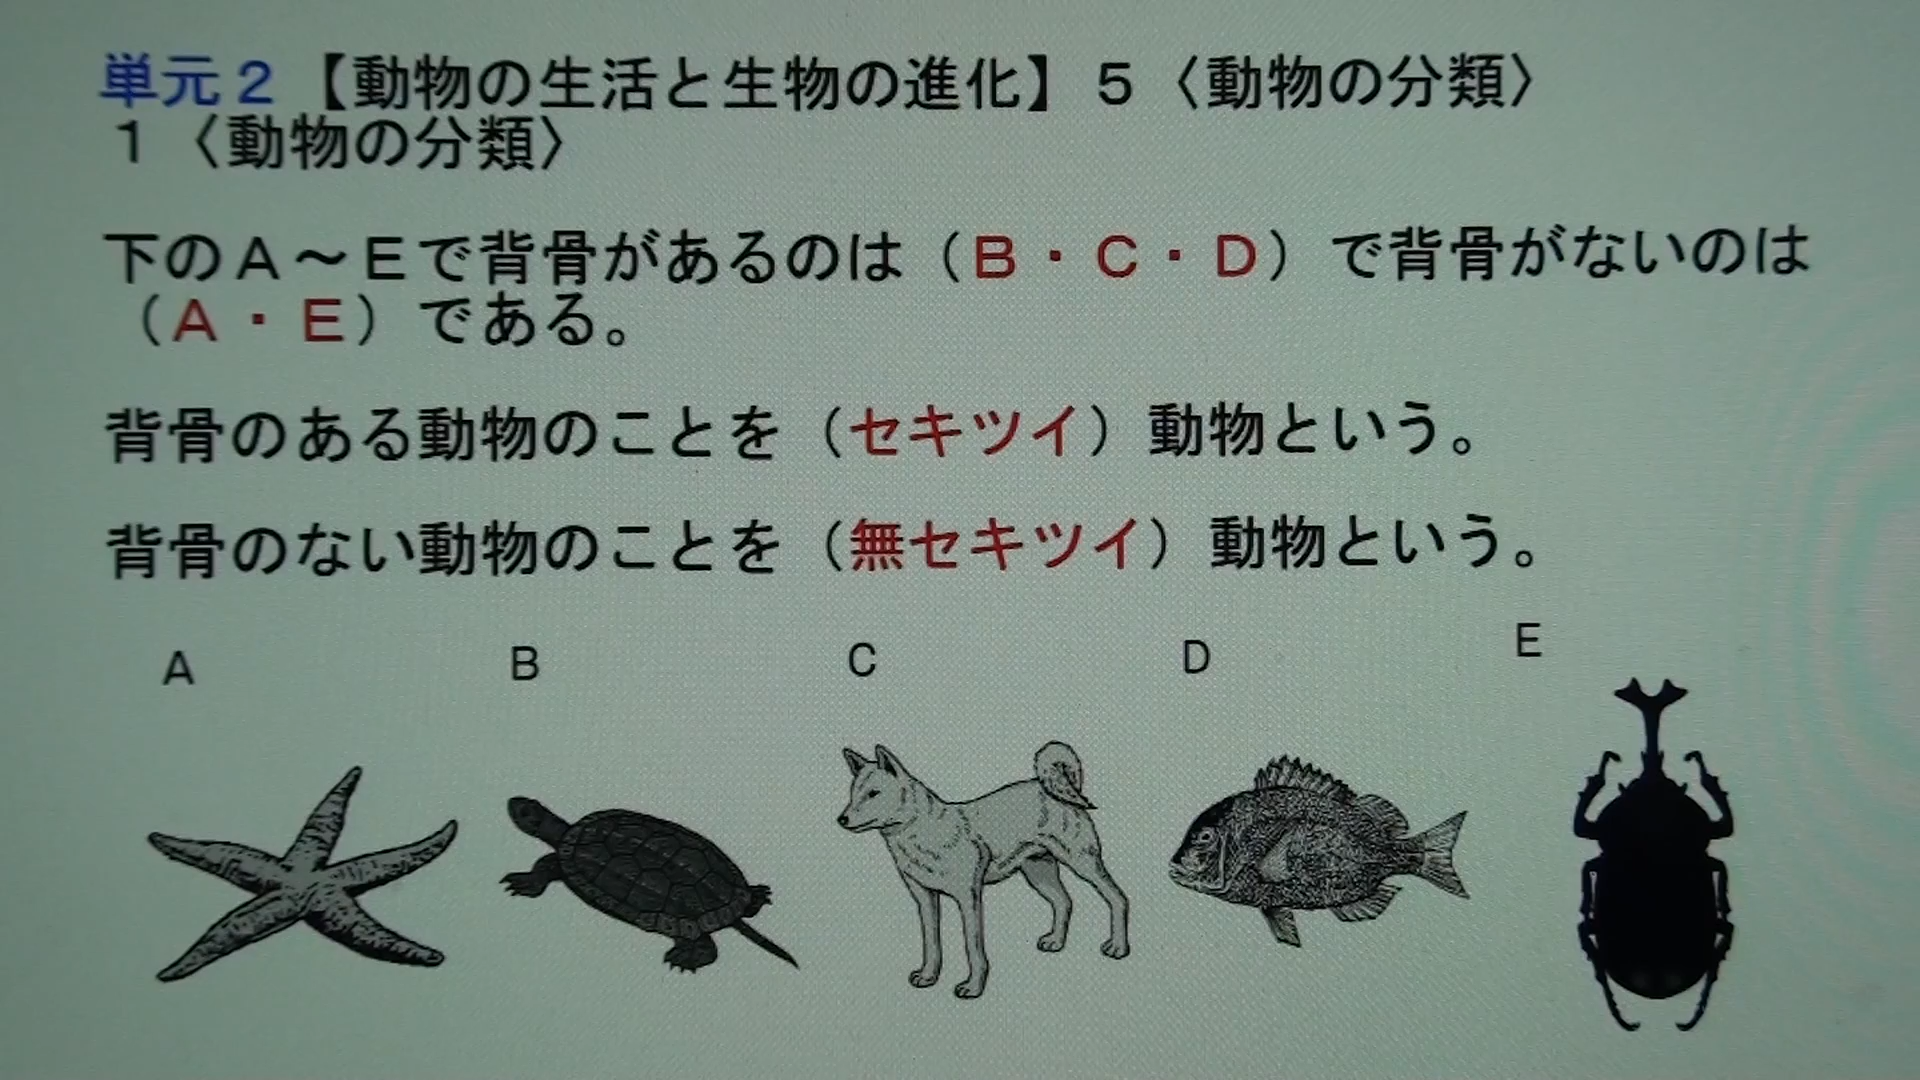 単元２【動物の生活と生物の進化】５〈動物の分類〉
１〈動物の分類〉
下のＡ～Ｅで背骨があるのは（Ｂ・Ｃ・Ｄ）で背骨がないのは
（Ａ・Ｅ）である。
背骨のある動物のことを（セキツイ）動物という。
背骨のない動物のことを（無セキツイ）動物という。
A B C D E